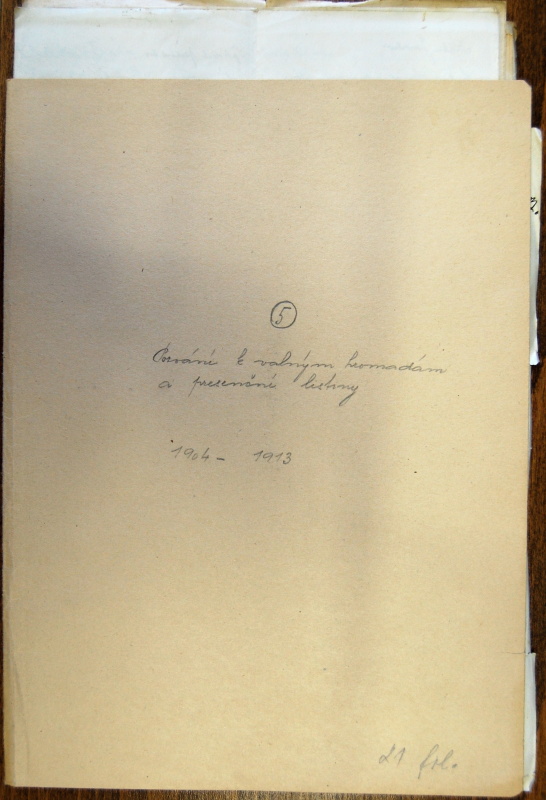 5
Pozvání k valným hromadám
a presenční listiny
1904 - 1913
21 fol.